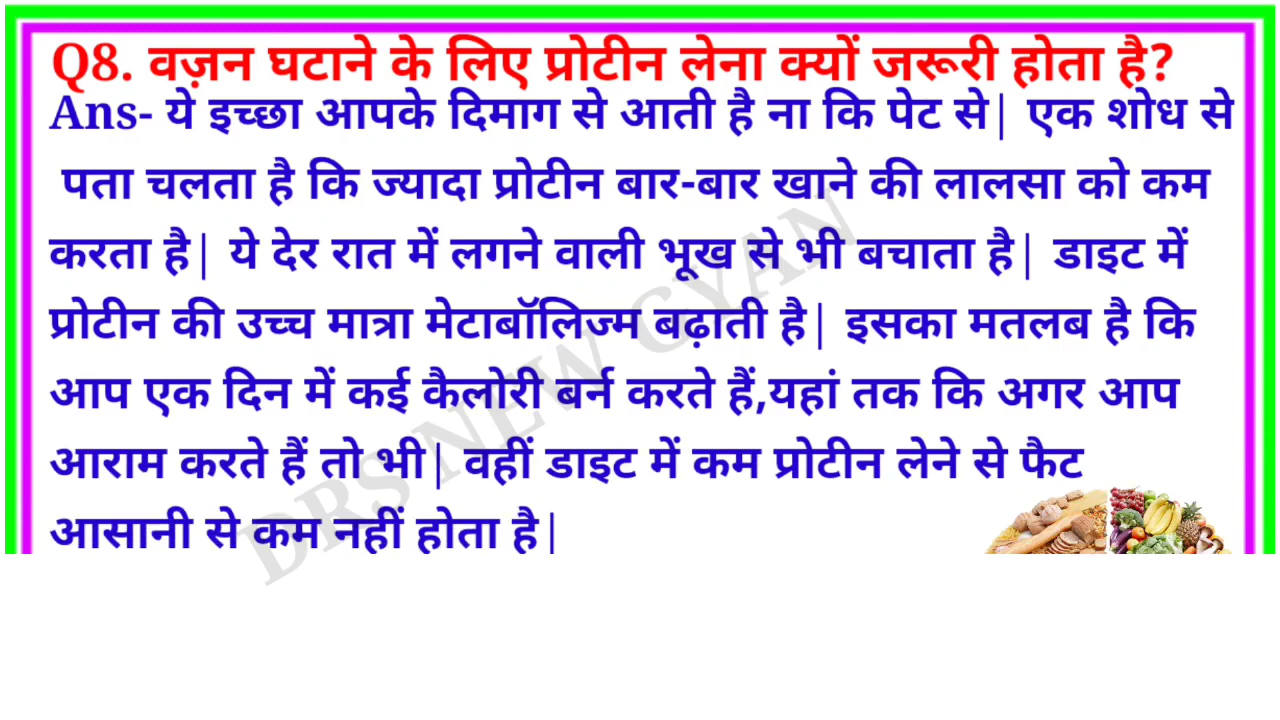 Q8. वज़न घटाने के लिए प्रोटीन लेना क्यों जरूरी होता है?
Ans- ये इच्छा आपके दिमाग से आती है ना कि पेट से| एक शोध से
पता चलता है कि ज्यादा प्रोटीन बार-बार खाने की लालसा को कम
करता है| ये देर रात में लगने वाली भूख से भी बचाता है| डाइट में
प्रोटीन की उच्च मात्रा मेटाबॉलिज्म बढ़ाती है| इसका मतलब है कि
आप एक दिन में कई कैलोरी बर्न करते हैं,यहां तक कि अगर आप
आराम करते हैं तो भी| वहीं डाइट में कम प्रोटीन लेने से फैट
आसानी से कम नहीं होता है|
DRS NEW GYAN